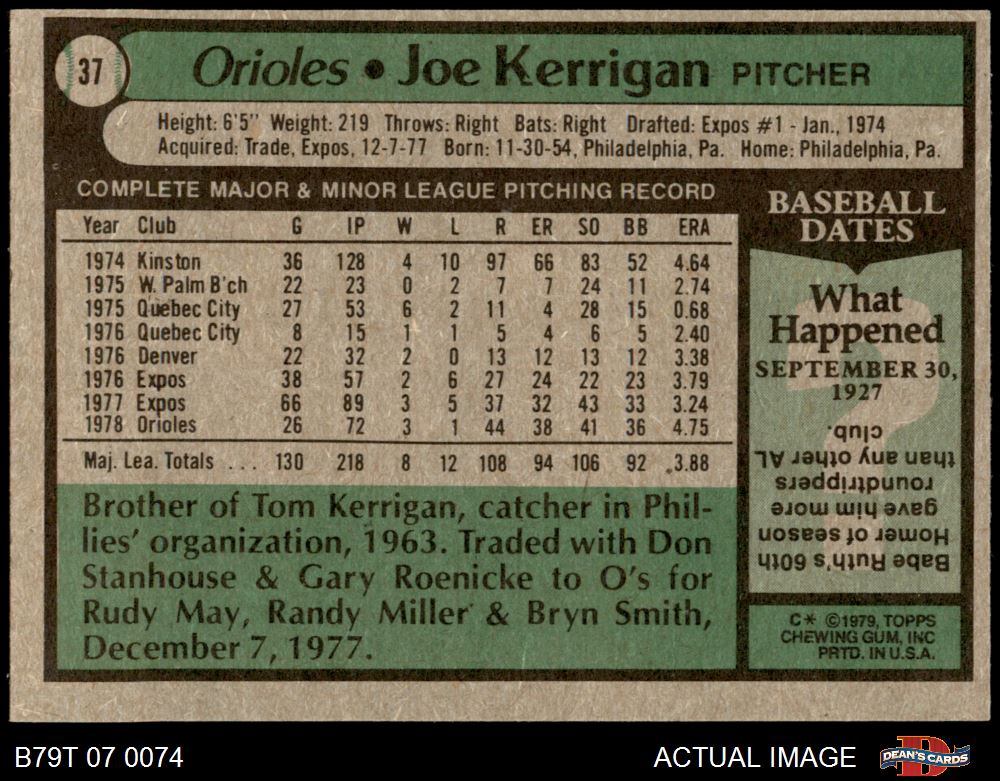 37
Orioles • Joe Kerrigan PITCHER
Height: 6'5" Weight: 219 Throws: Right Bats: Right Drafted: Expos #1 - Jan., 1974
Acquired: Trade, Expos, 12-7-77 Born: 11-30-54, Philadelphia, Pa. Home: Philadelphia, Pa.
COMPLETE MAJOR & MINOR LEAGUE PITCHING RECORD
Year Club G IP W L R ER SO BB ERA
1974 Kinston 36 128 4 10 97 66 83 52 4.64
1975 W. Palm B'ch 22 23 0 2 7 7 24 11 2.74
1975 Quebec City 27 53 6 2 11 4 28 15 0.68
1976 Quebec City 8 15 1 1 5 4 6 5 2.40
1976 Denver 22 32 2 0 13 12 13 12 3.38
1976 Expos 38 57 2 6 27 24 22 23 3.79
1977 Expos 66 89 3 5 37 32 43 33 3.24
1978 Orioles 26 72 3 1 44 38 41 36 4.75
Maj. Lea. Totals ... 130 218 8 12 108 94 106 92 3.88
Brother of Tom Kerrigan, catcher in Phil-
lies' organization, 1963. Traded with Don
Stanhouse & Gary Roenicke to O's for
Rudy May, Randy Miller & Bryn Smith,
December 7, 1977.
BASEBALL
DATES
What
Happened
SEPTEMBER 30,
1927
Babe Ruth's 60th
Homer of season
gave him more
roundtrippers
than any other AL
club.
C* ©1979, TOPPS
CHEWING GUM, INC
PRTD. IN U.S.A.
B79T 07 0074
ACTUAL IMAGE
DEAN'S CARDS